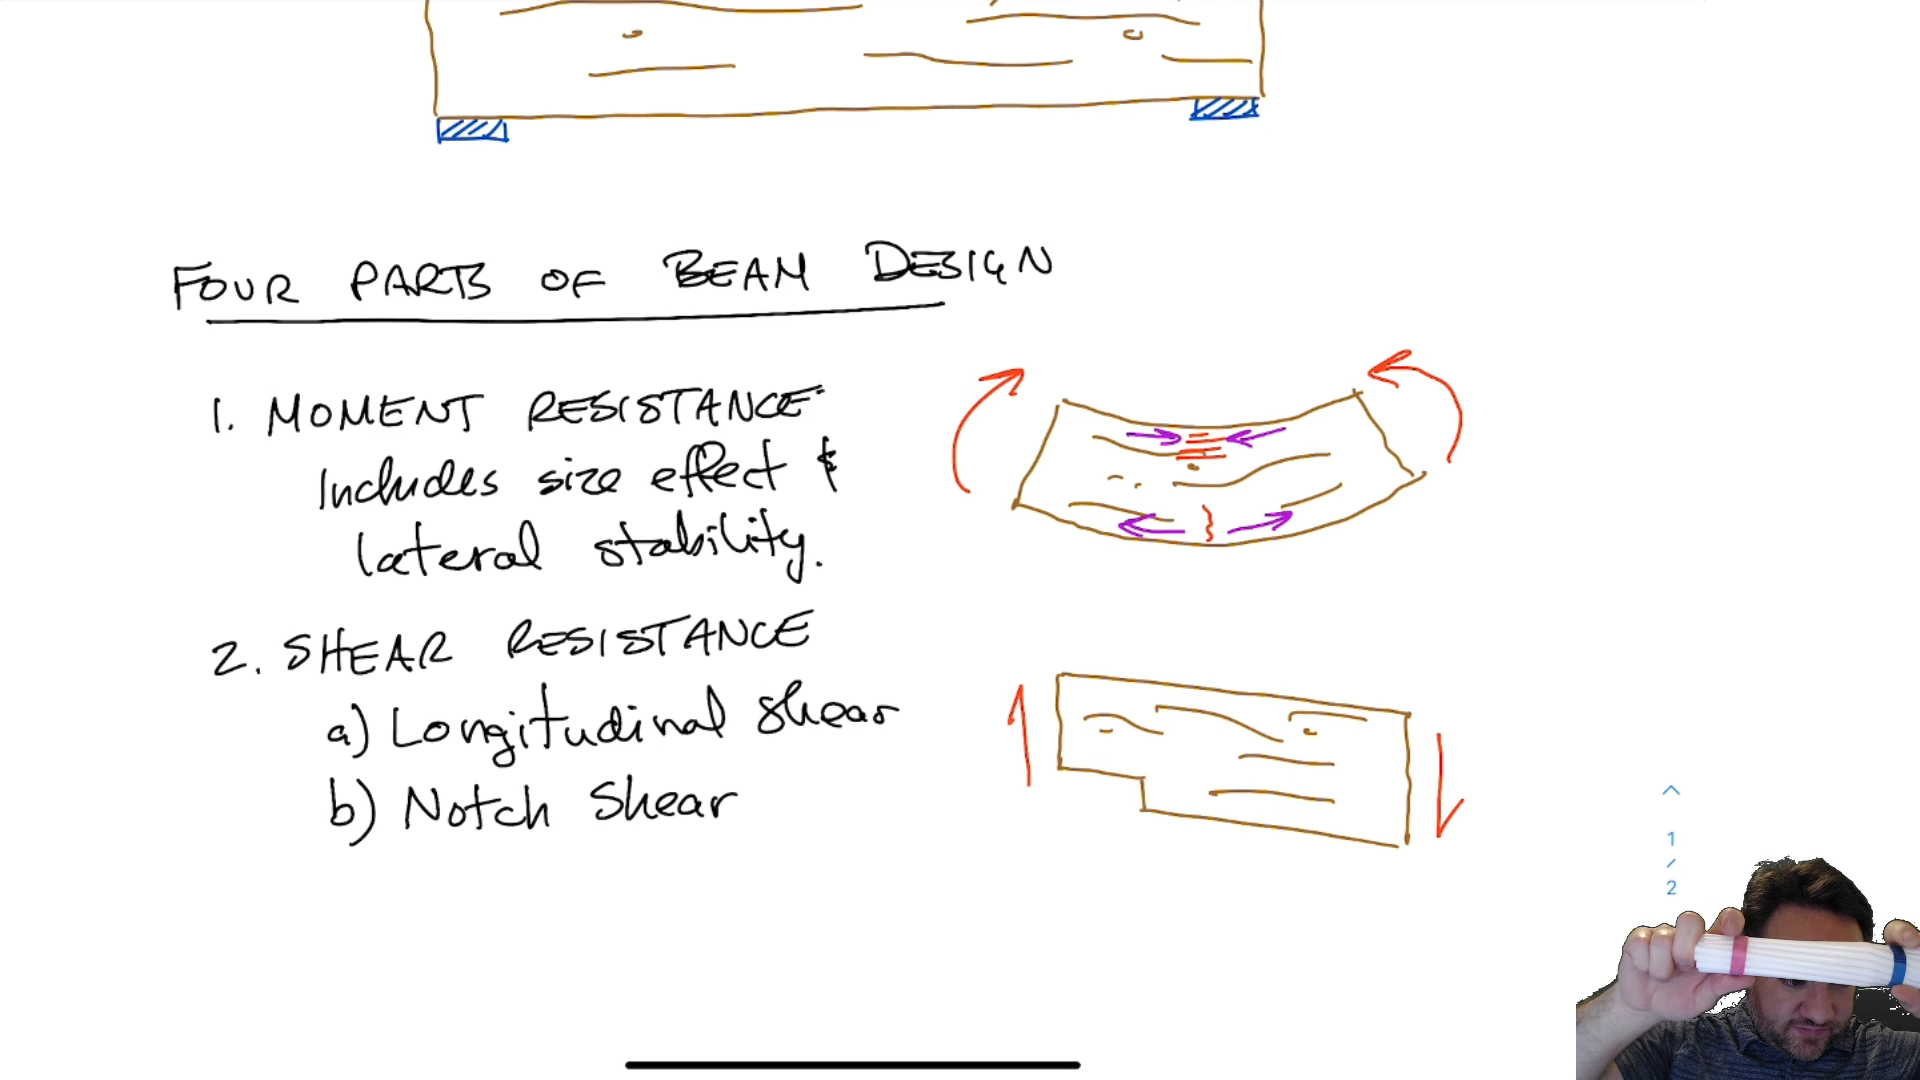 FOUR PARTS OF BEAM DESIGN
1. MOMENT RESISTANCE
Includes size effect &
lateral stability.
2. SHEAR RESISTANCE
a) Longitudinal shear
b) Notch shear
1
/
2